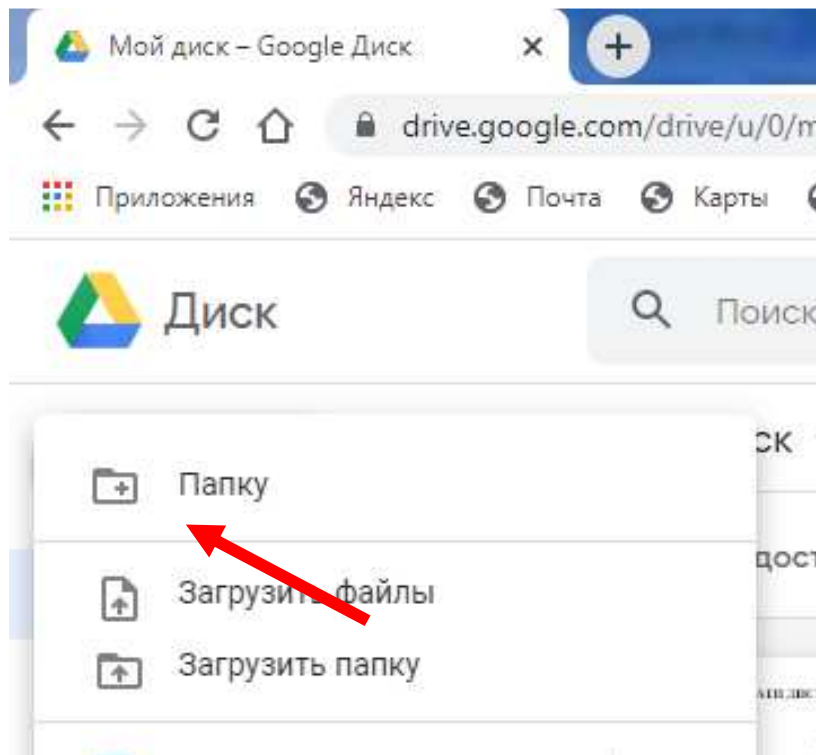 Мой диск – Google Диск
drive.google.com/drive/u/0/m
Приложения Яндекс Почта Карты
Диск
Поиск
ск
Папку
дост
Загрузить файлы
Загрузить папку